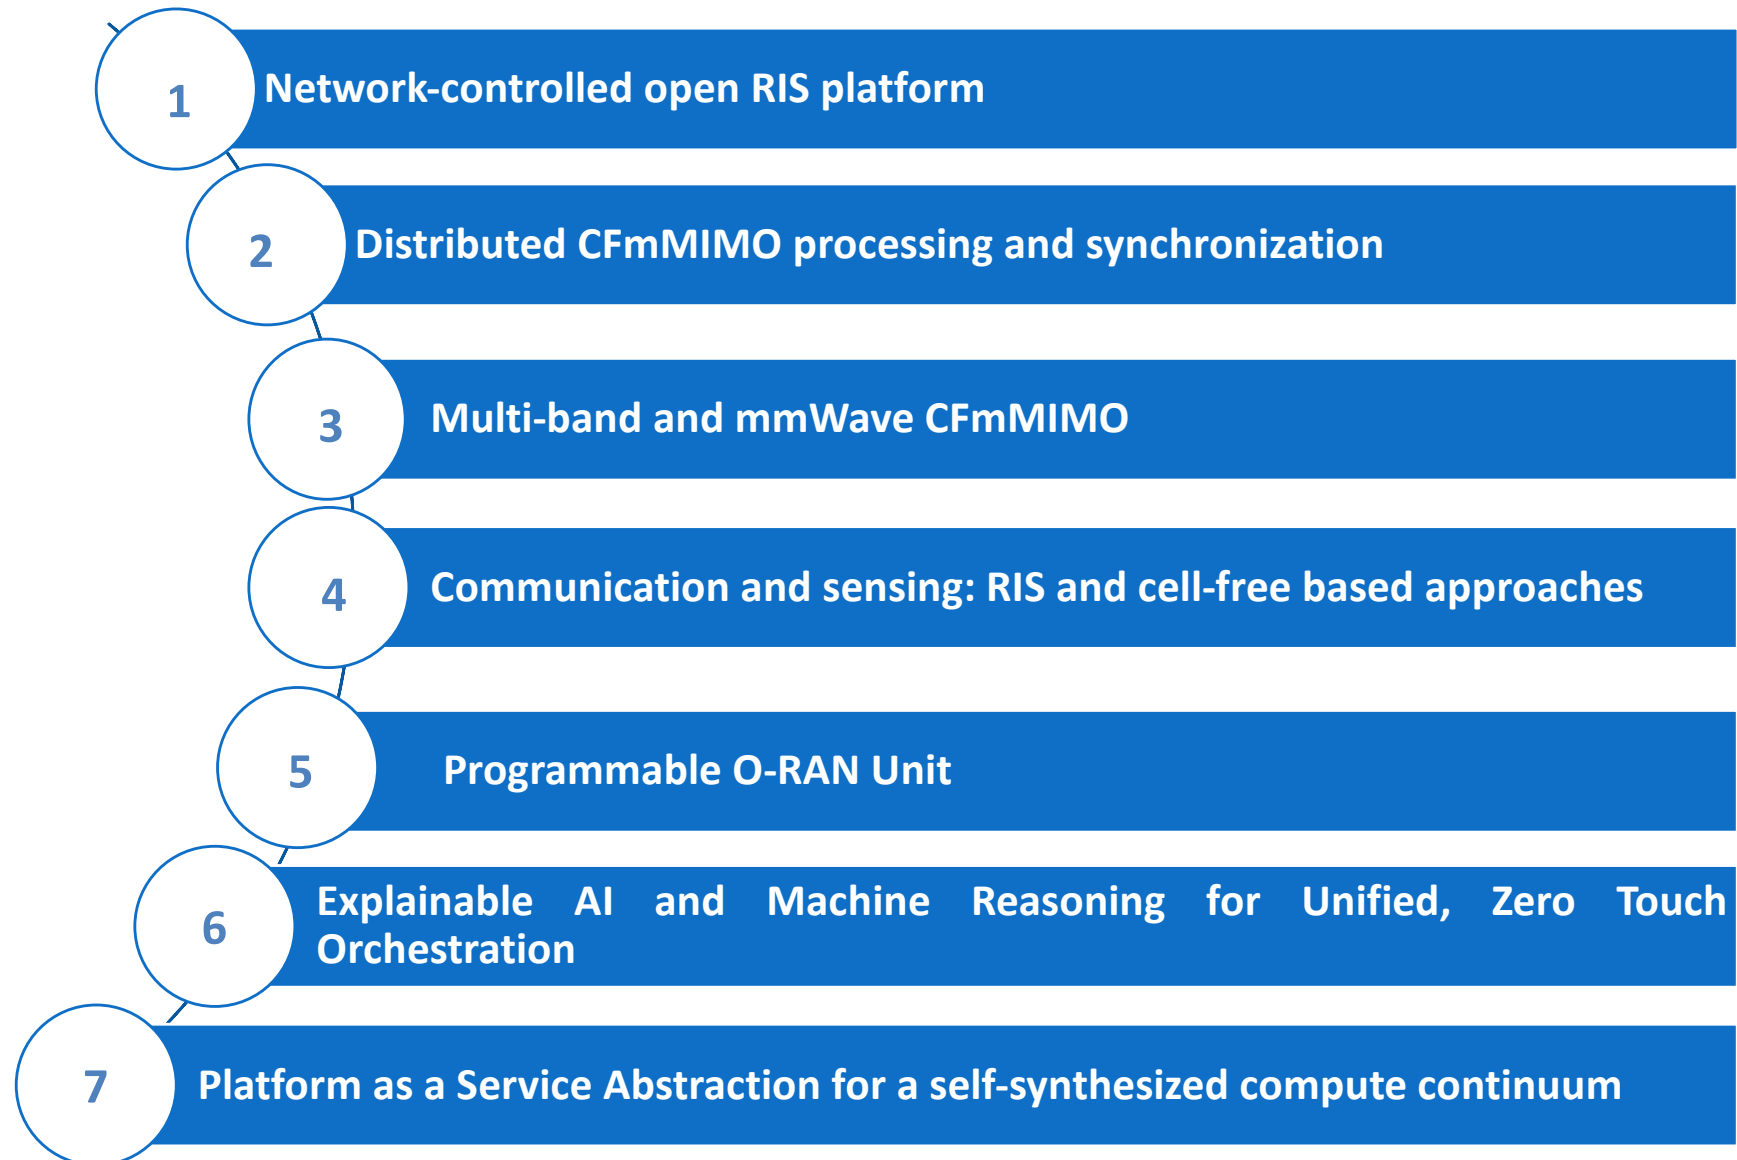 1
Network-controlled open RIS platform
2
Distributed CFmMIMO processing and synchronization
3
Multi-band and mmWave CFmMIMO
4
Communication and sensing: RIS and cell-free based approaches
5
Programmable O-RAN Unit
6
Explainable AI and Machine Reasoning for Unified, Zero Touch
Orchestration
7
Platform as a Service Abstraction for a self-synthesized compute continuum